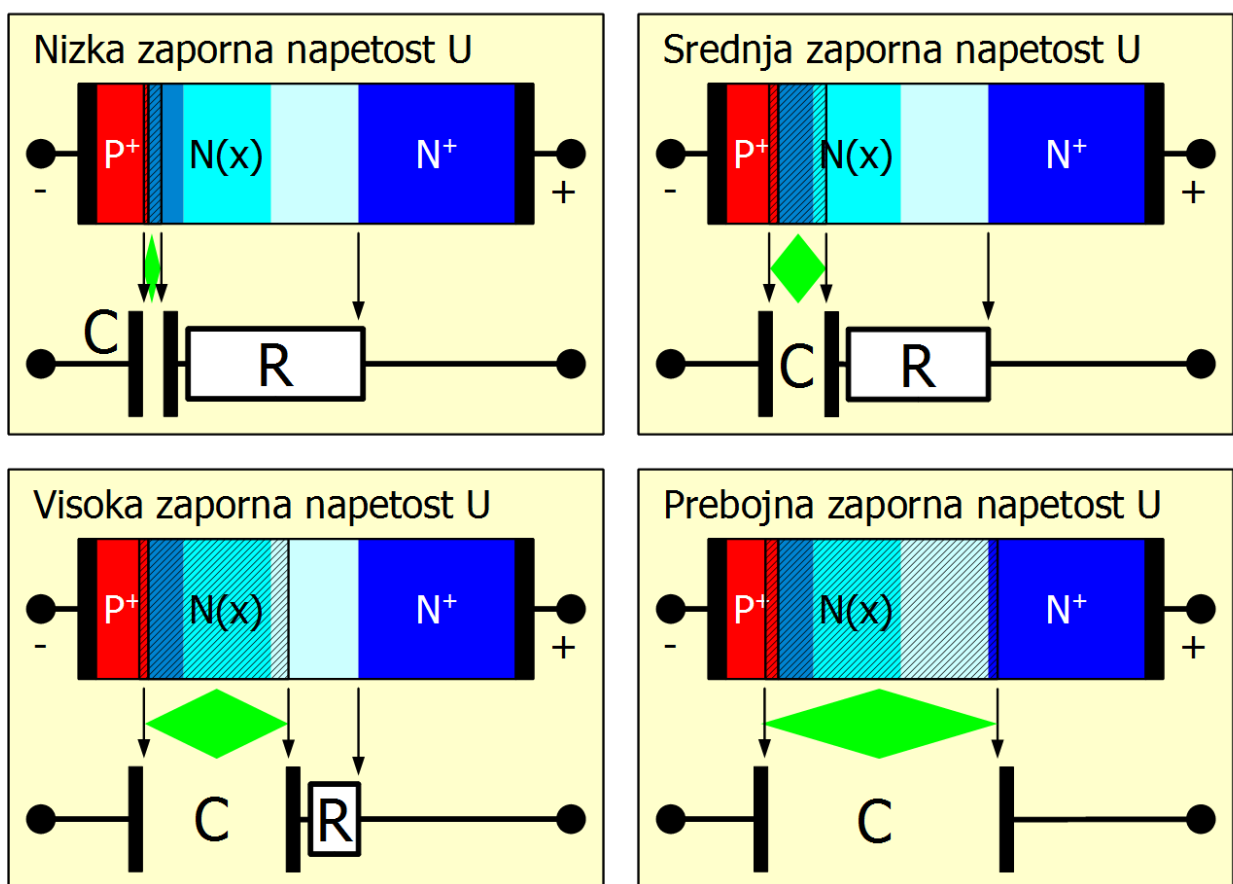 Nizka zaporna napetost U
P⁺ N(x) N⁺
- +
C R
Srednja zaporna napetost U
P⁺ N(x) N⁺
- +
C R
Visoka zaporna napetost U
P⁺ N(x) N⁺
- +
C R
Prebojna zaporna napetost U
P⁺ N(x) N⁺
- +
C